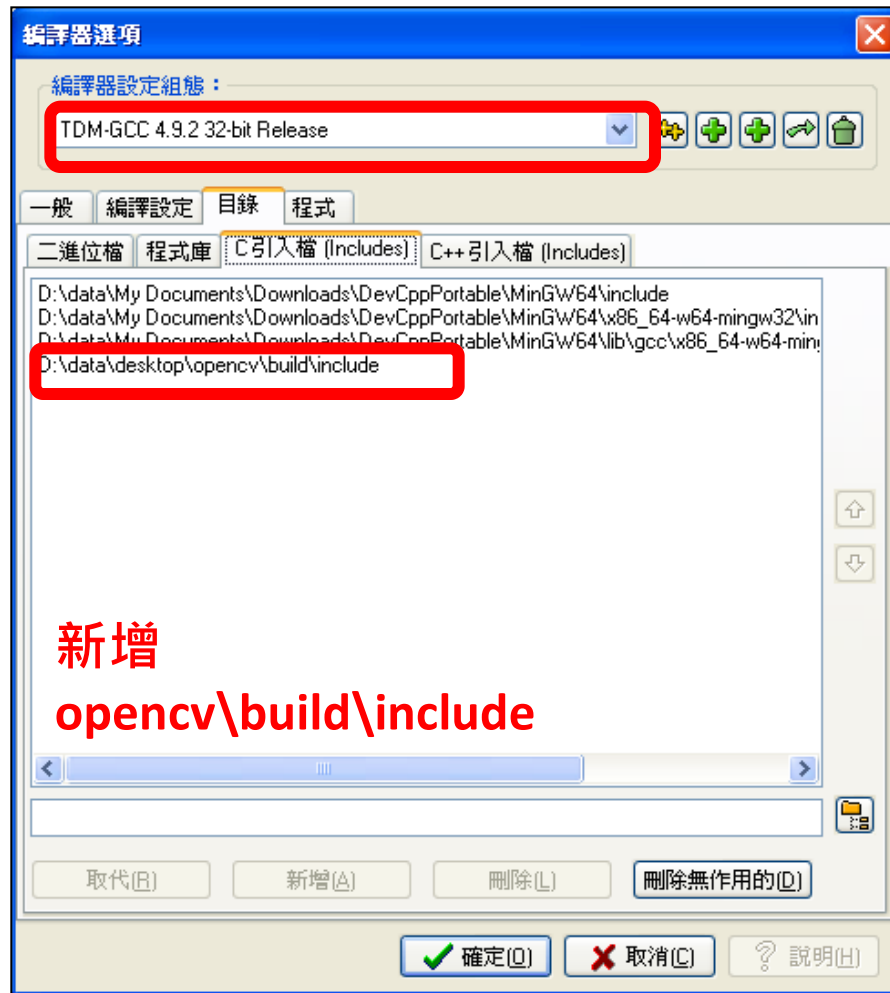 編譯器選項
編譯器設定組態：
TDM-GCC 4.9.2 32-bit Release
一般 編譯設定 目錄 程式
二進位檔 程式庫 C引入檔 (Includes) C++引入檔 (Includes)
D:\data\My Documents\Downloads\DevCppPortable\MinGW64\include
D:\data\My Documents\Downloads\DevCppPortable\MinGW64\x86_64-w64-mingw32\in
D:\data\My Documents\Downloads\DevCppPortable\MinGW64\lib\gcc\x86_64-w64-ming
D:\data\desktop\opencv\build\include
新增
opencv\build\include
取代(R) 新增(A) 刪除(L) 刪除無作用的(D)
確定(O) 取消(C) 說明(H)